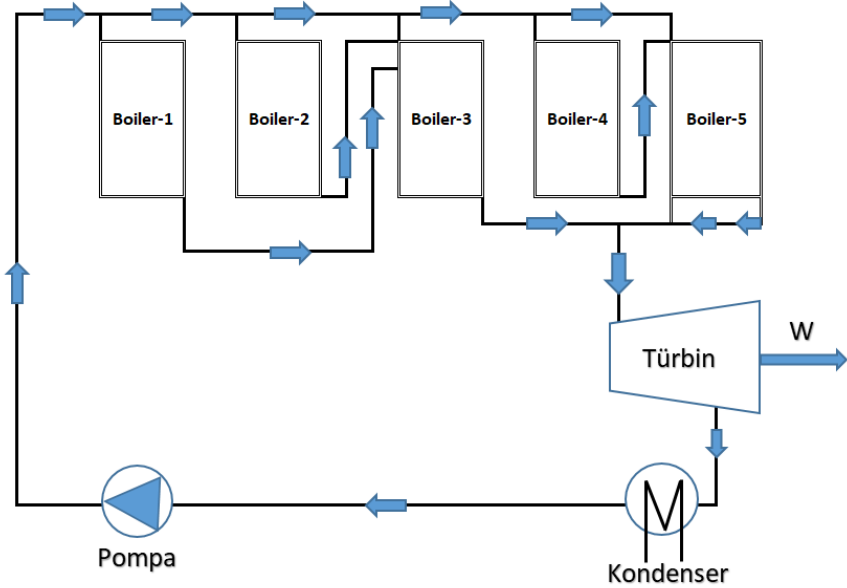 Boiler-1
Boiler-2
Boiler-3
Boiler-4
Boiler-5
W
Türbin
Pompa
Kondenser